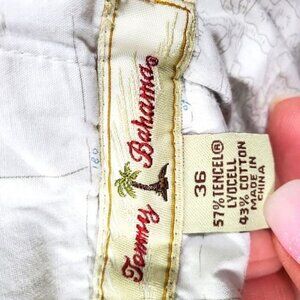 Tommy Bahama®
36
57% TENCEL®
LYOCELL
43% COTTON
MADE IN
CHINA